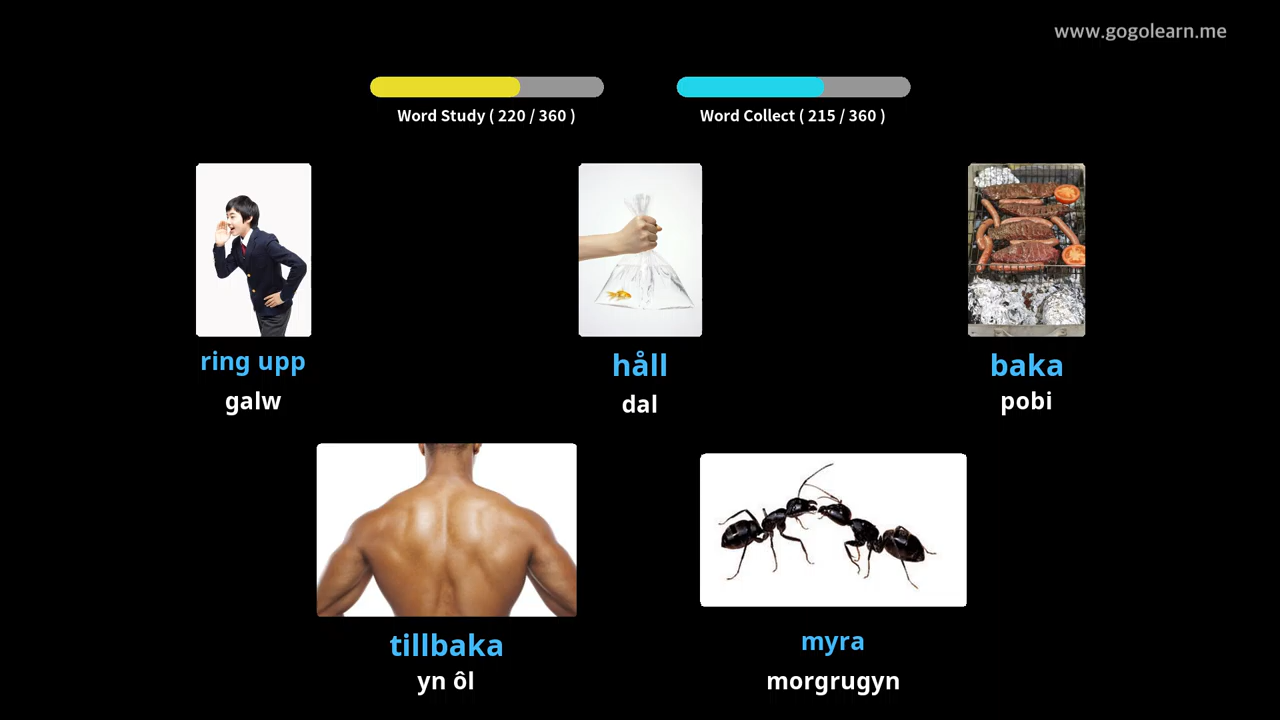 www.gogolearn.me
Word Study ( 220 / 360 )
Word Collect ( 215 / 360 )
ring upp
galw
håll
dal
baka
pobi
tillbaka
yn ôl
myra
morgrugyn